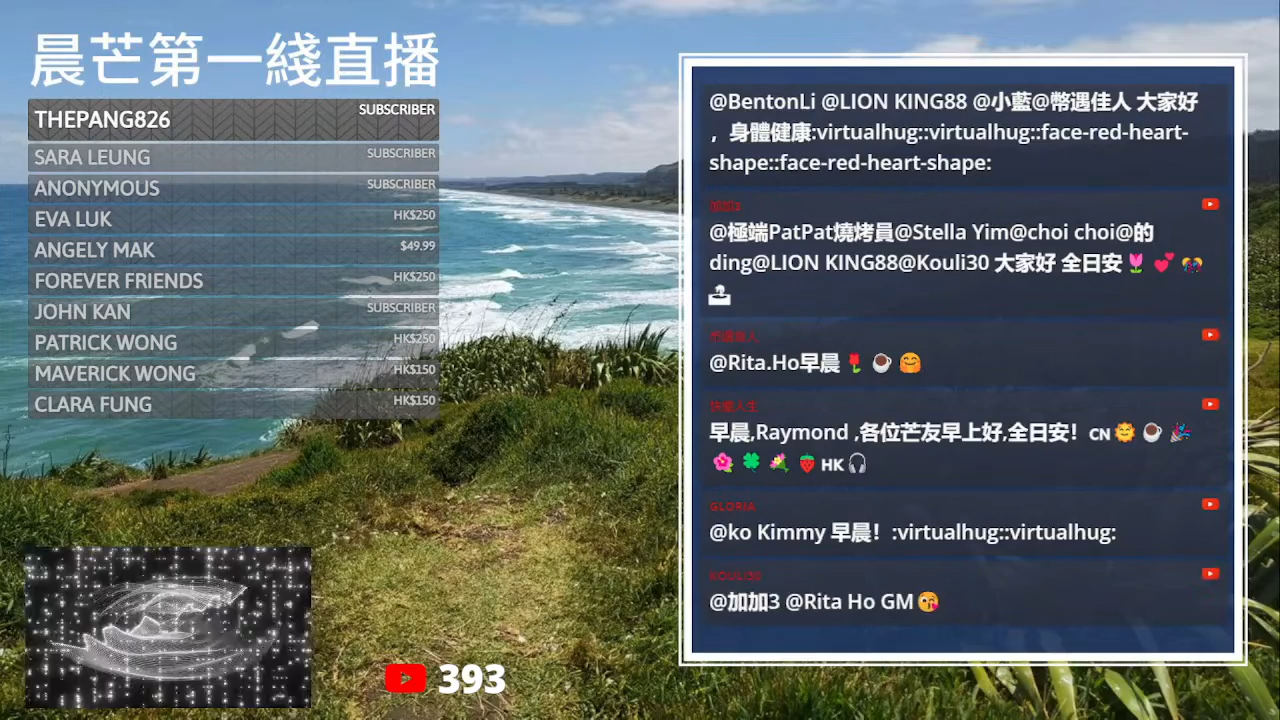 晨芒第一綫直播
THEPANG826 SUBSCRIBER
SARA LEUNG SUBSCRIBER
ANONYMOUS SUBSCRIBER
EVA LUK HK$250
ANGELY MAK $49.99
FOREVER FRIENDS HK$250
JOHN KAN SUBSCRIBER
PATRICK WONG HK$250
MAVERICK WONG HK$150
CLARA FUNG HK$150
393
@BentonLi @LION KING88 @小藍@幣遇佳人 大家好
，身體健康:virtualhug::virtualhug::face-red-heart-
shape::face-red-heart-shape:
@極端PatPat燒烤員@Stella Yim@choi choi@的
ding@LION KING88@Kouli30 大家好 全日安🌷💕🎊
@Rita.Ho早晨🌹☕🤗
早晨,Raymond ,各位芒友早上好,全日安！CN🌞☕🎉
🌺🍀💐🍓HK🎧
GLORIA
@ko Kimmy 早晨！:virtualhug::virtualhug:
KOULI30
@加加3 @Rita Ho GM😘